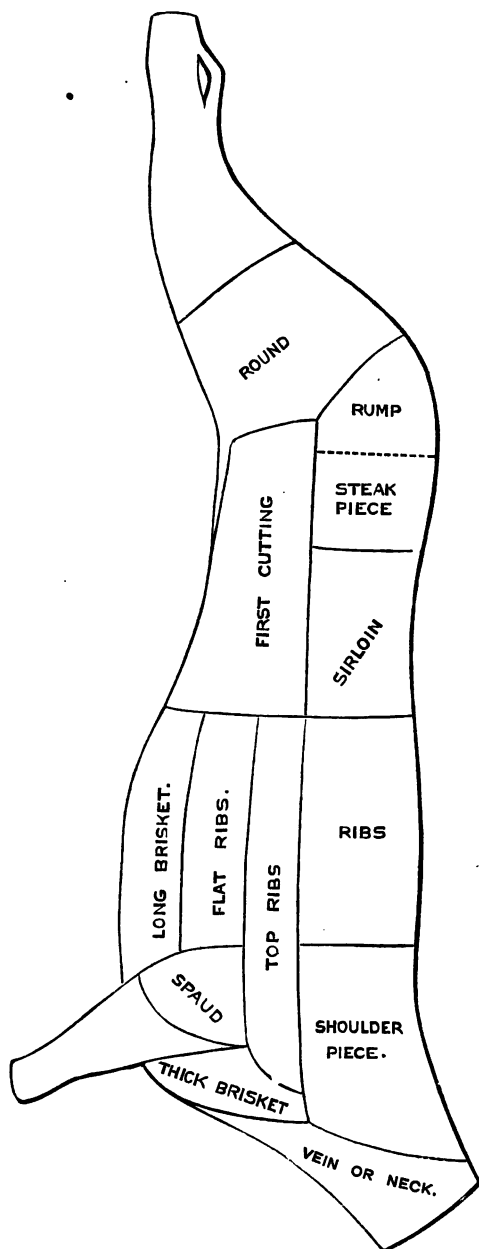 ROUND
RUMP
STEAK
PIECE
FIRST CUTTING
SIRLOIN
LONG BRISKET.
FLAT RIBS.
TOP RIBS
RIBS
SPAUD
SHOULDER
PIECE.
THICK BRISKET
VEIN OR NECK.